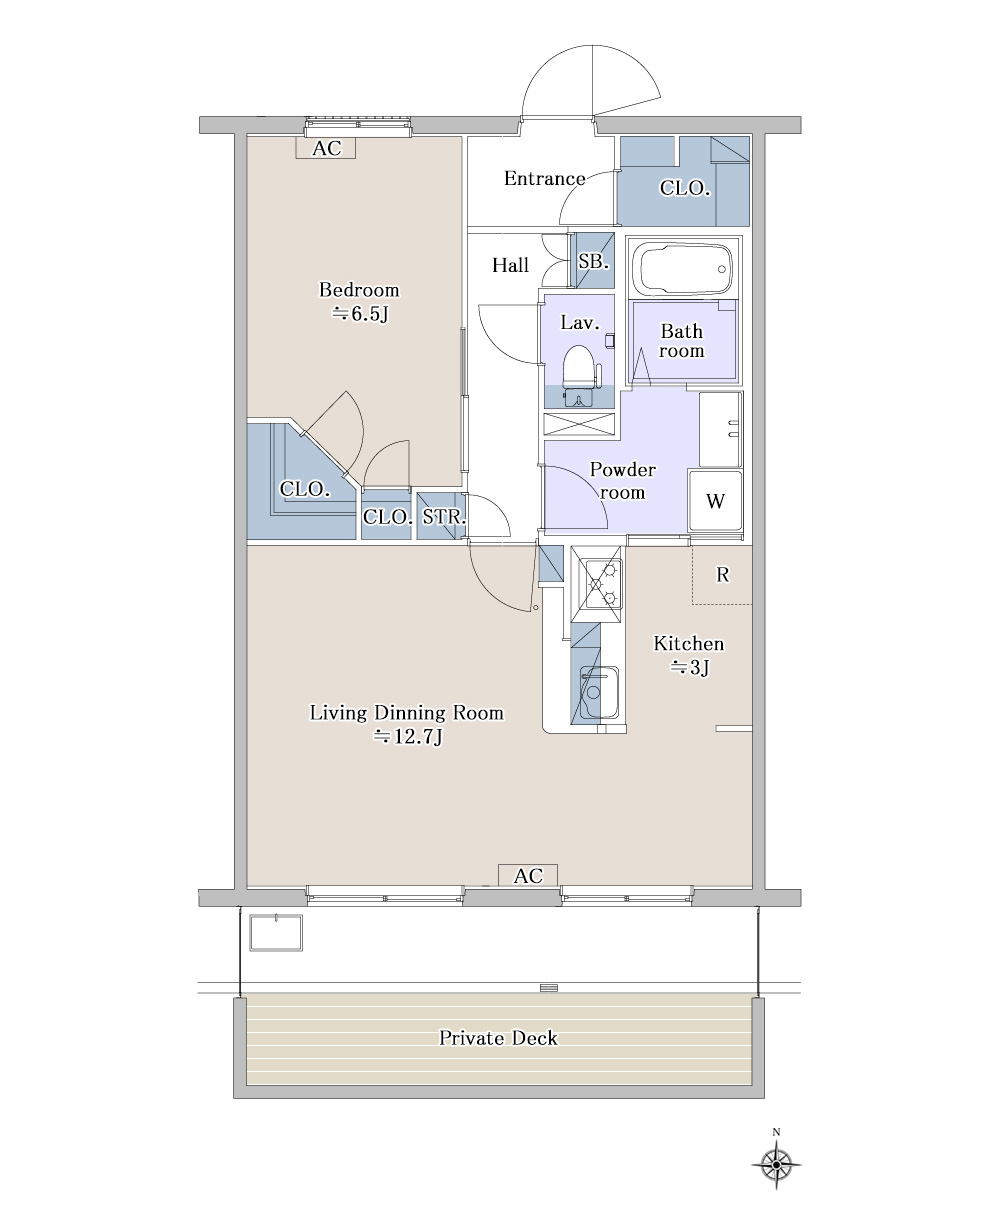 AC
Entrance
CLO.
Hall
SB.
Bedroom
≒6.5J
Lav.
Bath
room
Powder
room
CLO.
W
CLO.
STR.
R
Kitchen
≒3J
Living Dinning Room
≒12.7J
AC
Private Deck
N